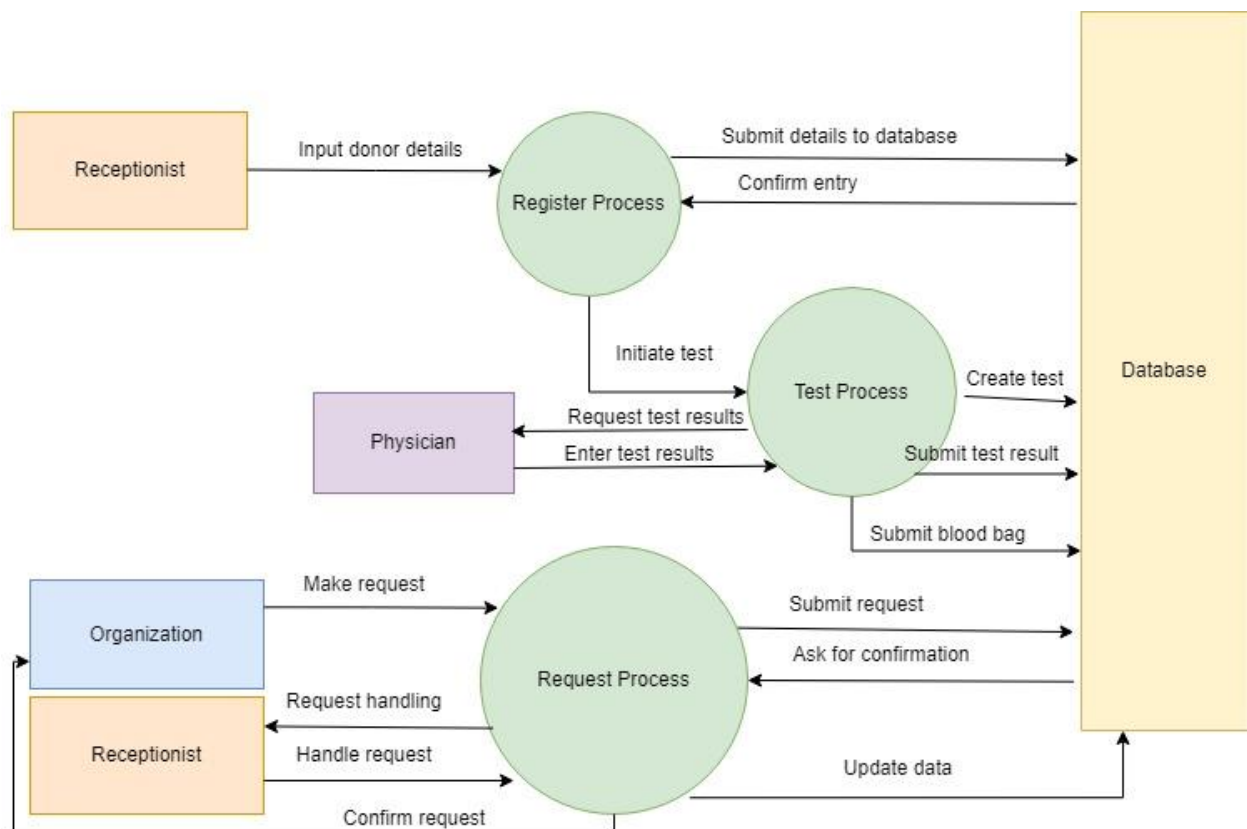 Receptionist
Input donor details
Register Process
Submit details to database
Confirm entry
Initiate test
Test Process
Create test
Database
Physician
Request test results
Enter test results
Submit test result
Submit blood bag
Organization
Make request
Request Process
Submit request
Ask for confirmation
Receptionist
Request handling
Handle request
Update data
Confirm request